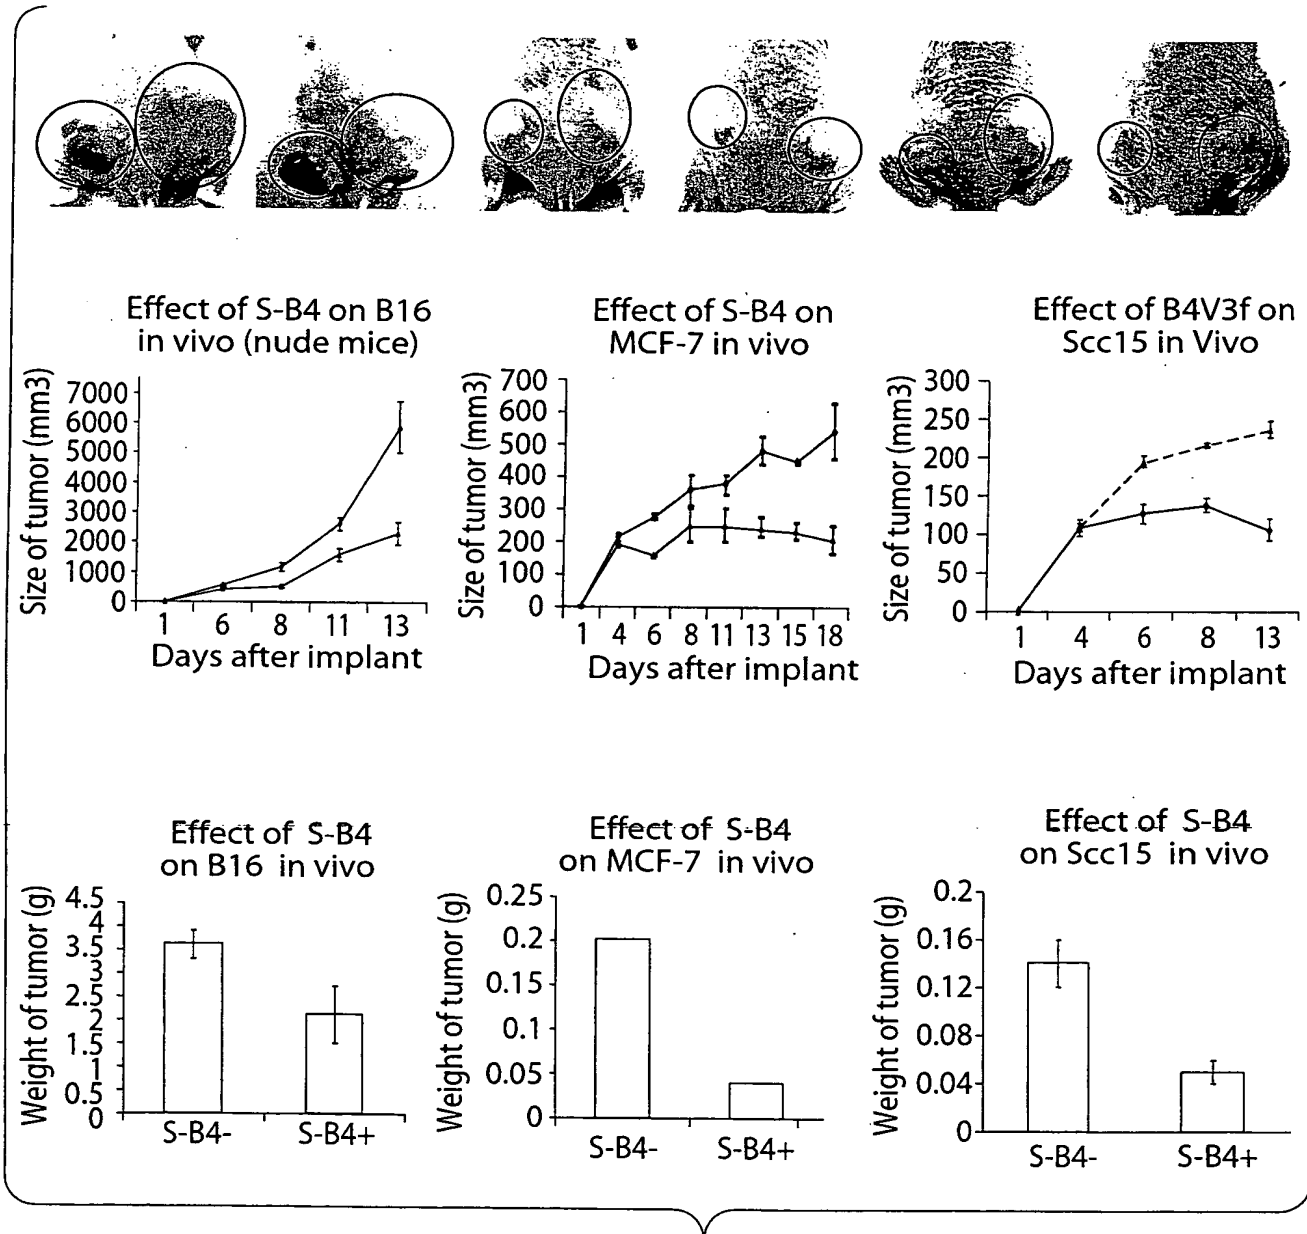 Effect of S-B4 on B16
in vivo (nude mice)
Size of tumor (mm3)
7000
6000
5000
4000
3000
2000
1000
0
1 6 8 11 13
Days after implant
Effect of S-B4 on
MCF-7 in vivo
Size of tumor (mm3)
700
600
500
400
300
200
100
0
1 4 6 8 11 13 15 18
Days after implant
Effect of B4V3f on
Scc15 in Vivo
Size of tumor (mm3)
300
250
200
150
100
50
0
1 4 6 8 13
Days after implant
Effect of S-B4
on B16 in vivo
Weight of tumor (g)
4.5
4
3.5
3
2.5
2
1.5
1
0.5
0
S-B4- S-B4+
Effect of S-B4
on MCF-7 in vivo
Weight of tumor (g)
0.25
0.2
0.15
0.1
0.05
0
S-B4- S-B4+
Effect of S-B4
on Scc15 in vivo
Weight of tumor (g)
0.2
0.16
0.12
0.08
0.04
0
S-B4- S-B4+